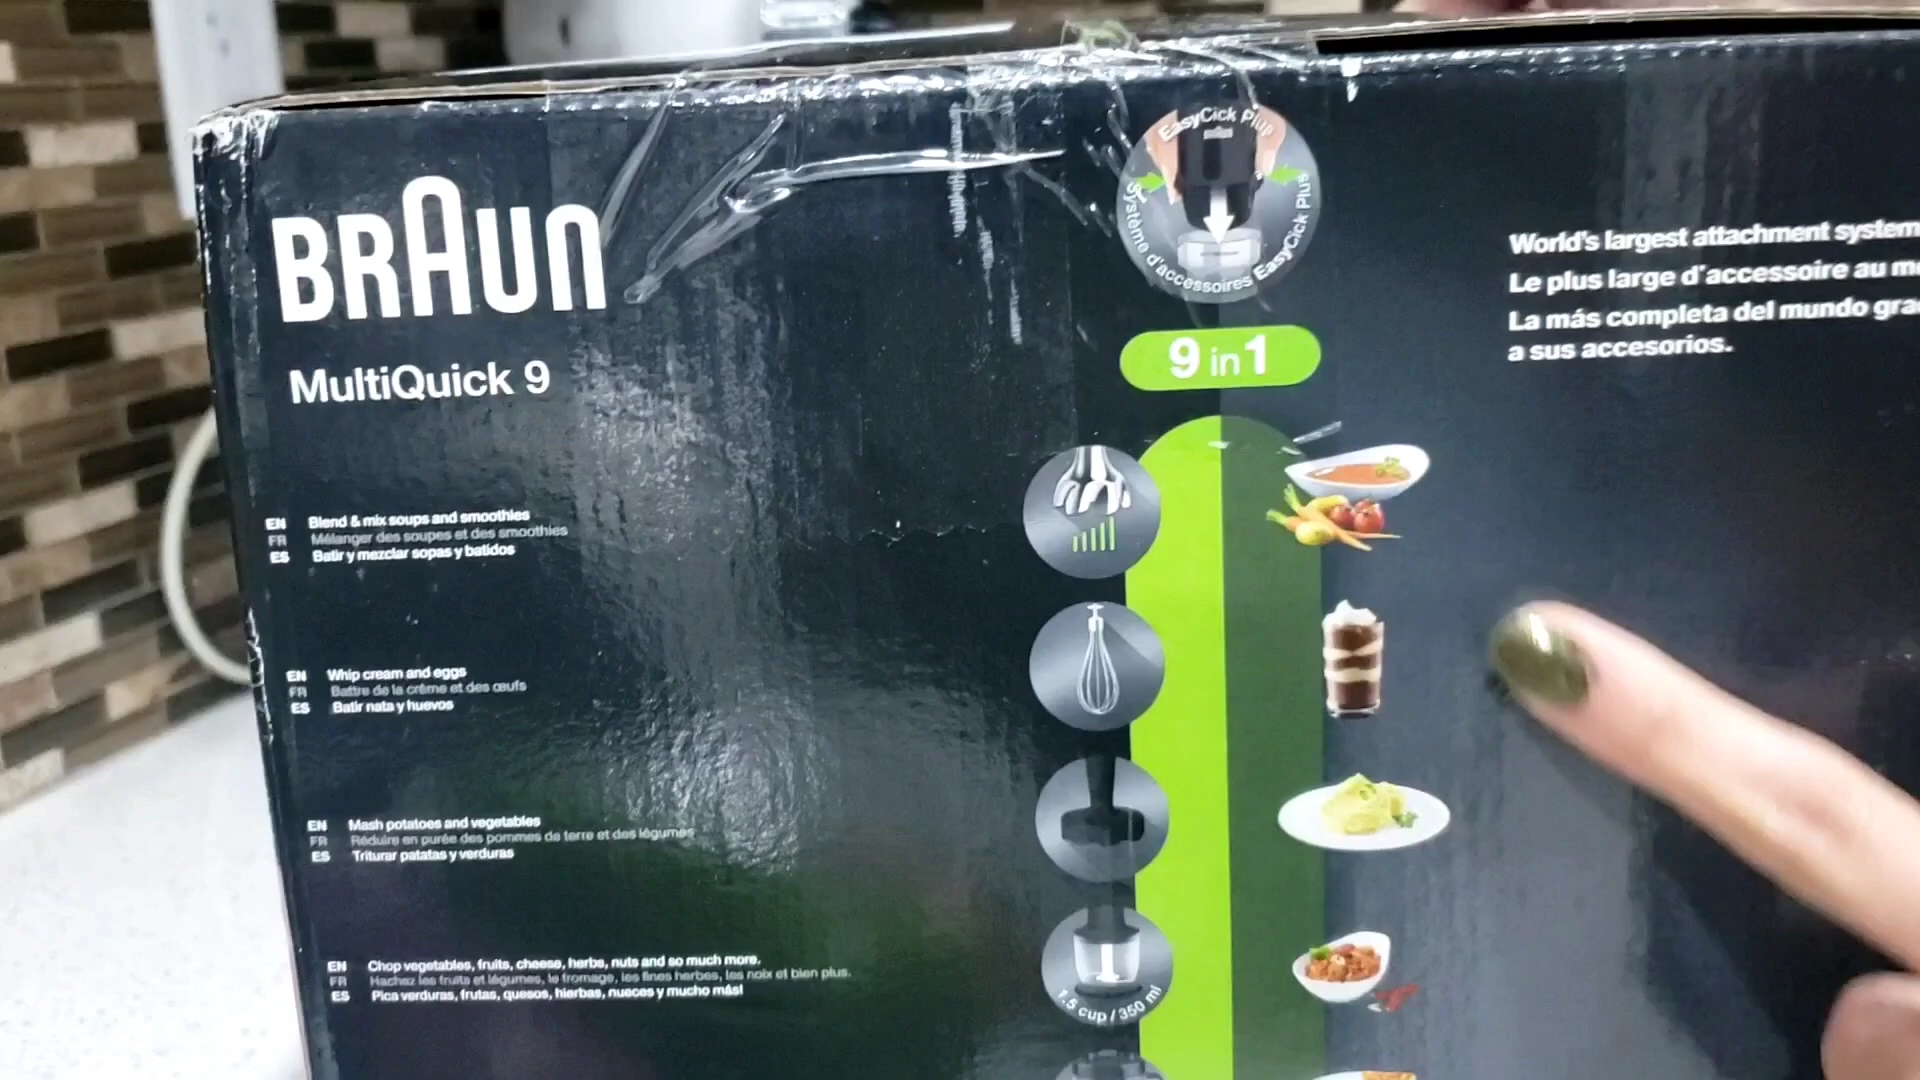 BRAUN
MultiQuick 9
EasyClick Plus
Système d'accessoires EasyClick Plus
9 in 1
World's largest attachment system
Le plus large d'accessoire au
La más completa del mundo
a sus accesorios.
EN Blend & mix soups and smoothies
FR Mélanger des soupes et des smoothies
ES Batir y mezclar sopas y batidos
EN Whip cream and eggs
FR Battre de la crème et des œufs
ES Batir nata y huevos
EN Mash potatoes and vegetables
FR Réduire en purée des pommes de terre et des légumes
ES Triturar patatas y verduras
EN Chop vegetables, fruits, cheese, herbs, nuts and so much more.
FR Hachez les fruits et légumes, le fromage, les fines herbes, les noix et bien plus.
ES Pica verduras, frutas, quesos, hierbas, nueces y mucho más!
1.5 cup / 350 ml